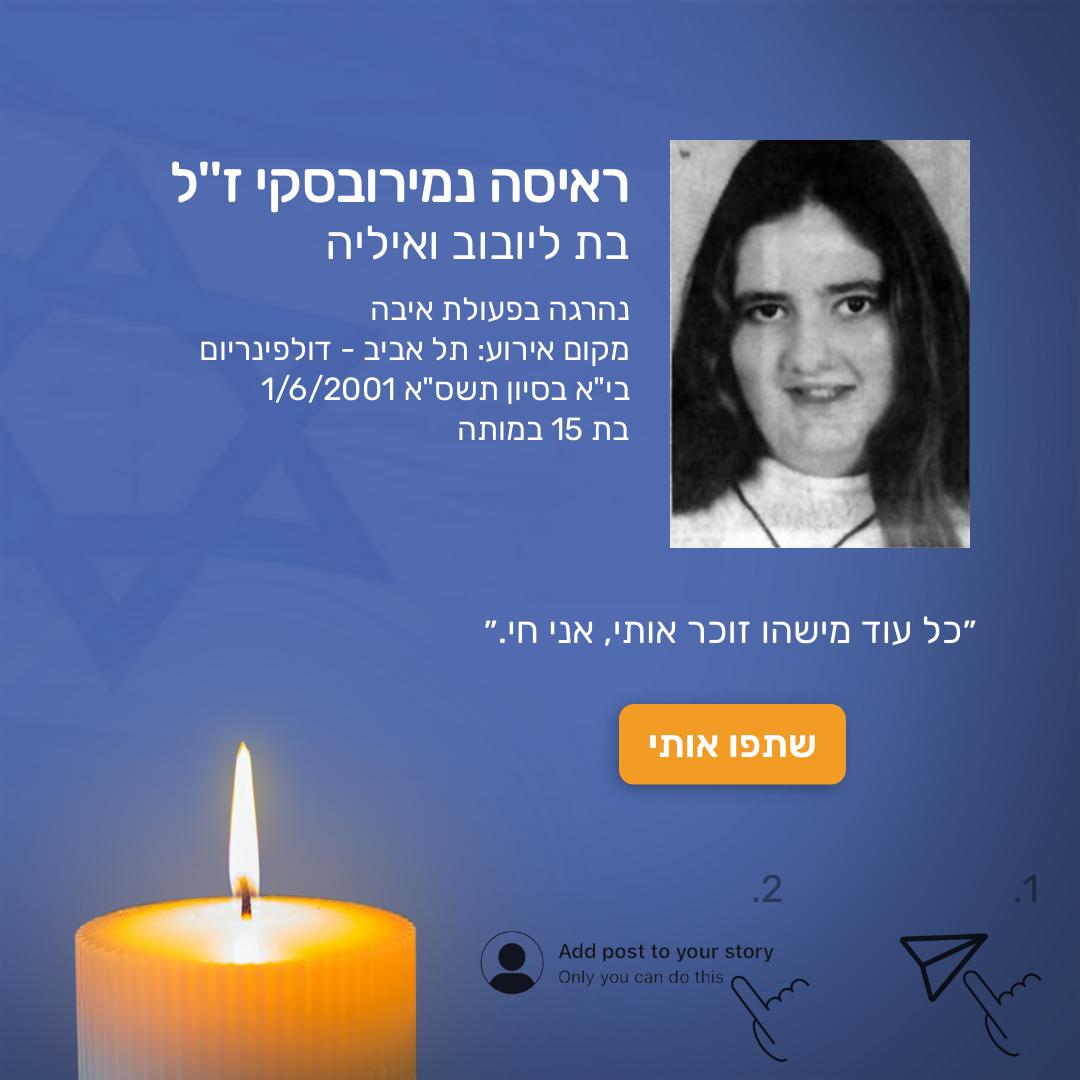 ראיסה נמירובסקי ז"ל
בת ליובוב ואיליה
נהרגה בפעולת איבה
מקום אירוע: תל אביב - דולפינריום
בי"א בסיון תשס"א 1/6/2001
בת 15 במותה
״כל עוד מישהו זוכר אותי, אני חי.״
שתפו אותי
.1
.2
Add post to your story
Only you can do this